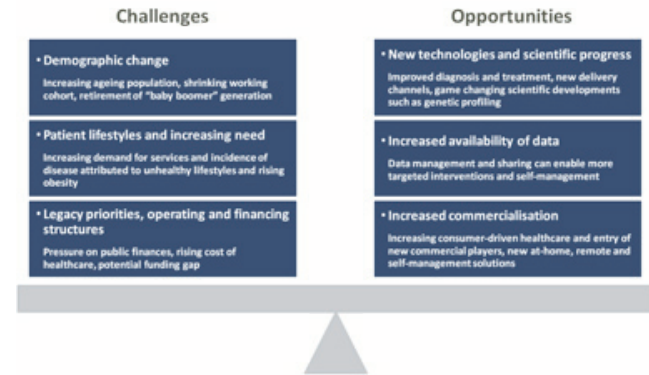 Challenges
• Demographic change
Increasing ageing population, shrinking working
cohort, retirement of "baby boomer" generation
• Patient lifestyles and increasing need
Increasing demand for services and incidence of
disease attributed to unhealthy lifestyles and rising
obesity
• Legacy priorities, operating and financing
structures
Pressure on public finances, rising cost of
healthcare, potential funding gap
Opportunities
• New technologies and scientific progress
Improved diagnosis and treatment, new delivery
channels, game changing scientific developments
such as genetic profiling
• Increased availability of data
Data management and sharing can enable more
targeted interventions and self-management
• Increased commercialisation
Increasing consumer-driven healthcare and entry of
new commercial players, new at-home, remote and
self-management solutions